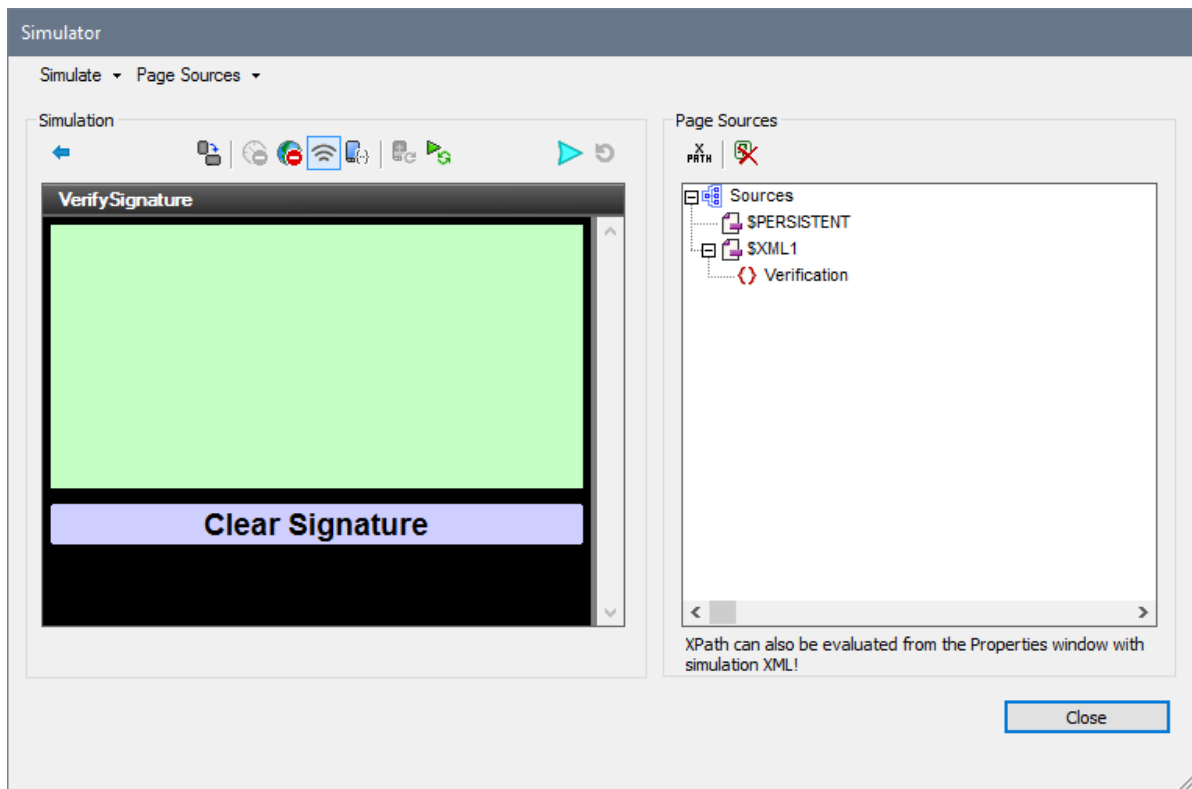 Simulator
Simulate Page Sources
Simulation
VerifySignature
Clear Signature
Page Sources
X
PATH
Sources
$PERSISTENT
$XML1
Verification
XPath can also be evaluated from the Properties window with
simulation XML!
Close